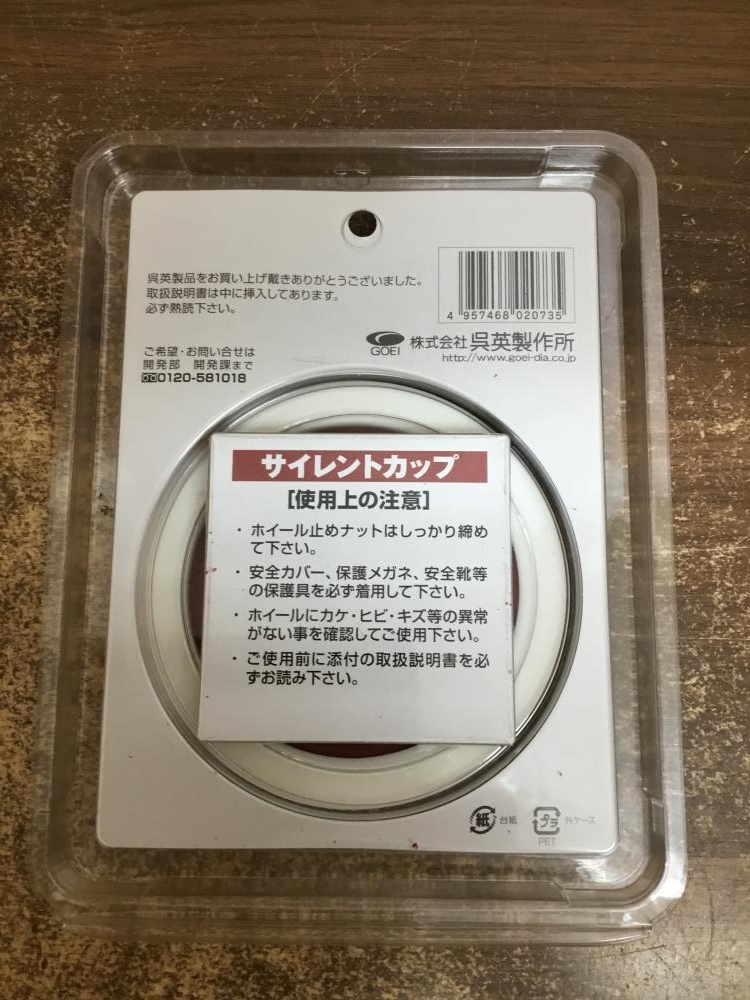 呉英製品をお買い上げ戴きありがとうございました。
取扱説明書は中に挿入してあります。
必ず熟読下さい。
4 957468 020735
GOEI 株式会社 呉英製作所
http://www.goei-dia.co.jp
ご希望・お問い合せは
開発部 開発課まで
0120-581018
サイレントカップ
[使用上の注意]
・ホイール止めナットはしっかり締め
て下さい。
・安全カバー、保護メガネ、安全靴等
の保護具を必ず着用して下さい。
・ホイールにカケ・ヒビ・キズ等の異常
がない事を確認してご使用下さい。
・ご使用前に添付の取扱説明書を必
ずお読み下さい。
紙 台紙
プラ 外ケース
PET